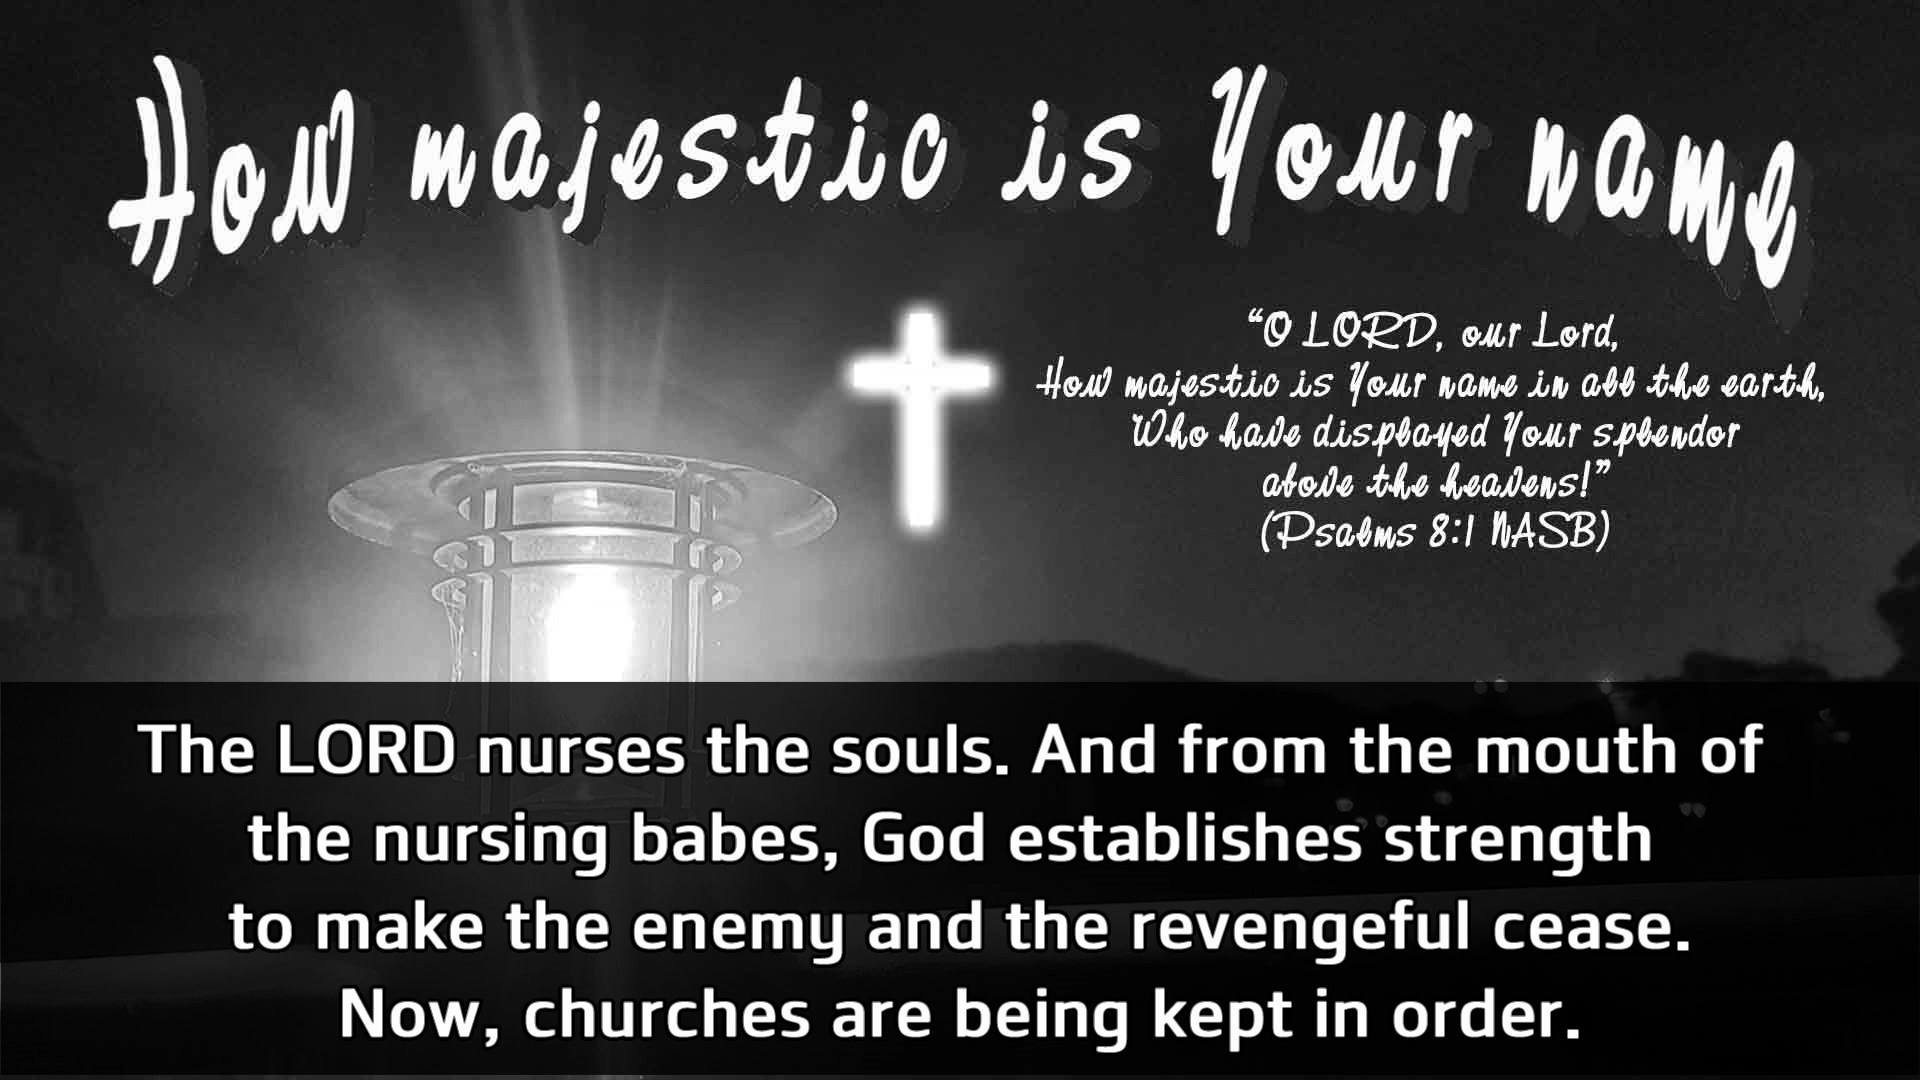 How majestic is Your name
“O LORD, our Lord,
How majestic is Your name in all the earth,
Who have displayed Your splendor
above the heavens!”
(Psalms 8:1 NASB)
The LORD nurses the souls. And from the mouth of
the nursing babes, God establishes strength
to make the enemy and the revengeful cease.
Now, churches are being kept in order.